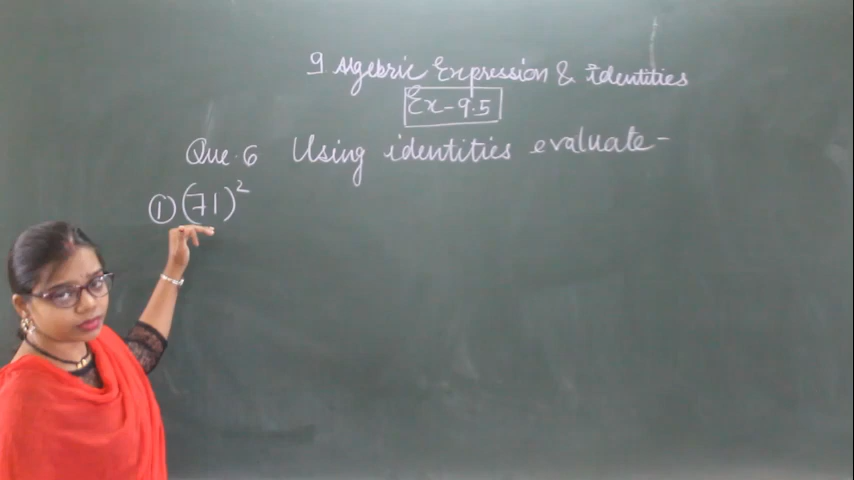 9 Algebric Expression & identities
Ex-9.5
Que.6 Using identities evaluate-
① (71)²